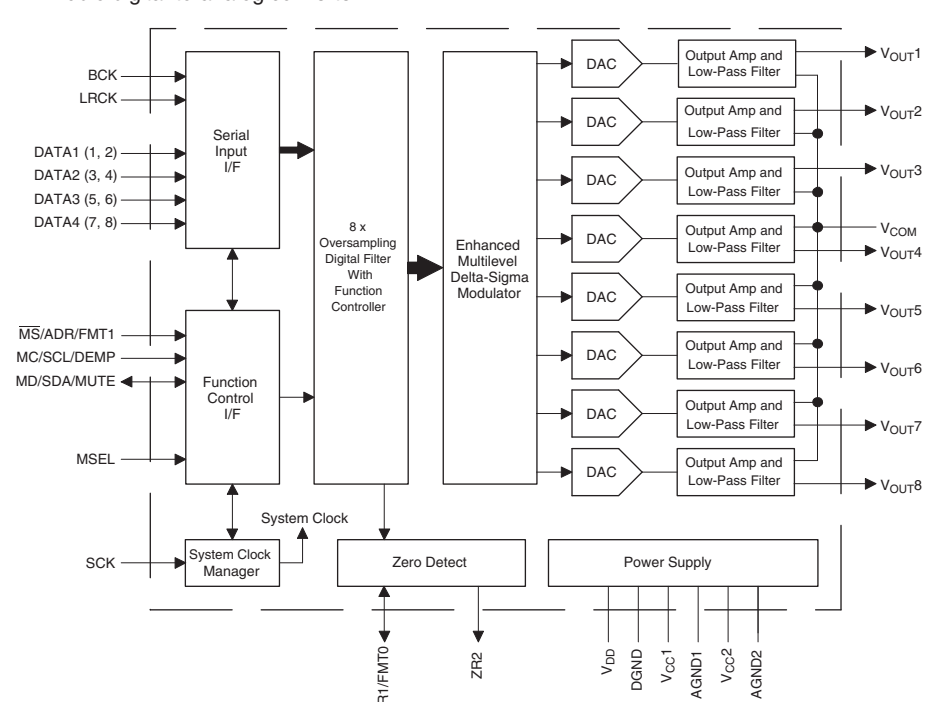 BCK
LRCK
DATA1 (1, 2)
DATA2 (3, 4)
DATA3 (5, 6)
DATA4 (7, 8)
M̅S̅/ADR/FMT1
MC/SCL/DEMP
MD/SDA/MUTE
MSEL
SCK
Serial
Input
I/F
Function
Control
I/F
System Clock
System Clock
Manager
8 x
Oversampling
Digital Filter
With
Function
Controller
Enhanced
Multilevel
Delta-Sigma
Modulator
DAC
DAC
DAC
DAC
DAC
DAC
DAC
DAC
Output Amp and
Low-Pass Filter
Output Amp and
Low-Pass Filter
Output Amp and
Low-Pass Filter
Output Amp and
Low-Pass Filter
Output Amp and
Low-Pass Filter
Output Amp and
Low-Pass Filter
Output Amp and
Low-Pass Filter
Output Amp and
Low-Pass Filter
VOUT1
VOUT2
VOUT3
VCOM
VOUT4
VOUT5
VOUT6
VOUT7
VOUT8
Zero Detect
Power Supply
R1/FMT0
ZR2
VDD
DGND
VCC1
AGND1
VCC2
AGND2